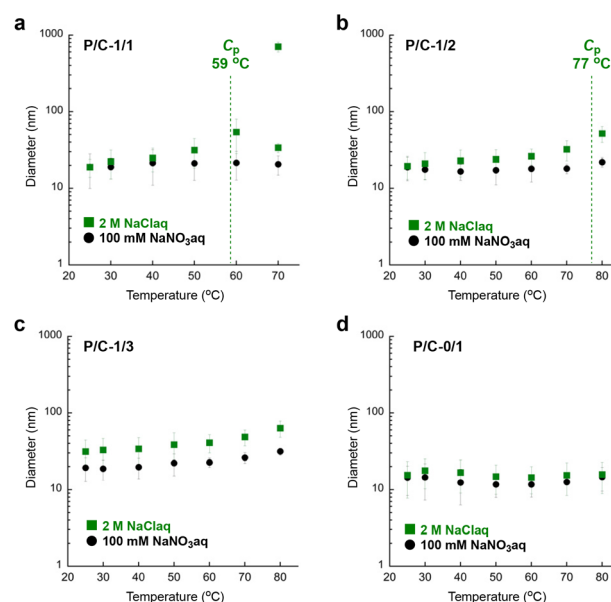 a
P/C-1/1
Cp
59 °C
Diameter (nm)
1000
100
10
1
2 M NaClaq
100 mM NaNO₃aq
20 30 40 50 60 70
Temperature (°C)
b
P/C-1/2
Cp
77 °C
Diameter (nm)
1000
100
10
1
2 M NaClaq
100 mM NaNO₃aq
20 30 40 50 60 70 80
Temperature (°C)
c
P/C-1/3
Diameter (nm)
1000
100
10
1
2 M NaClaq
100 mM NaNO₃aq
20 30 40 50 60 70 80
Temperature (°C)
d
P/C-0/1
Diameter (nm)
1000
100
10
1
2 M NaClaq
100 mM NaNO₃aq
20 30 40 50 60 70 80
Temperature (°C)